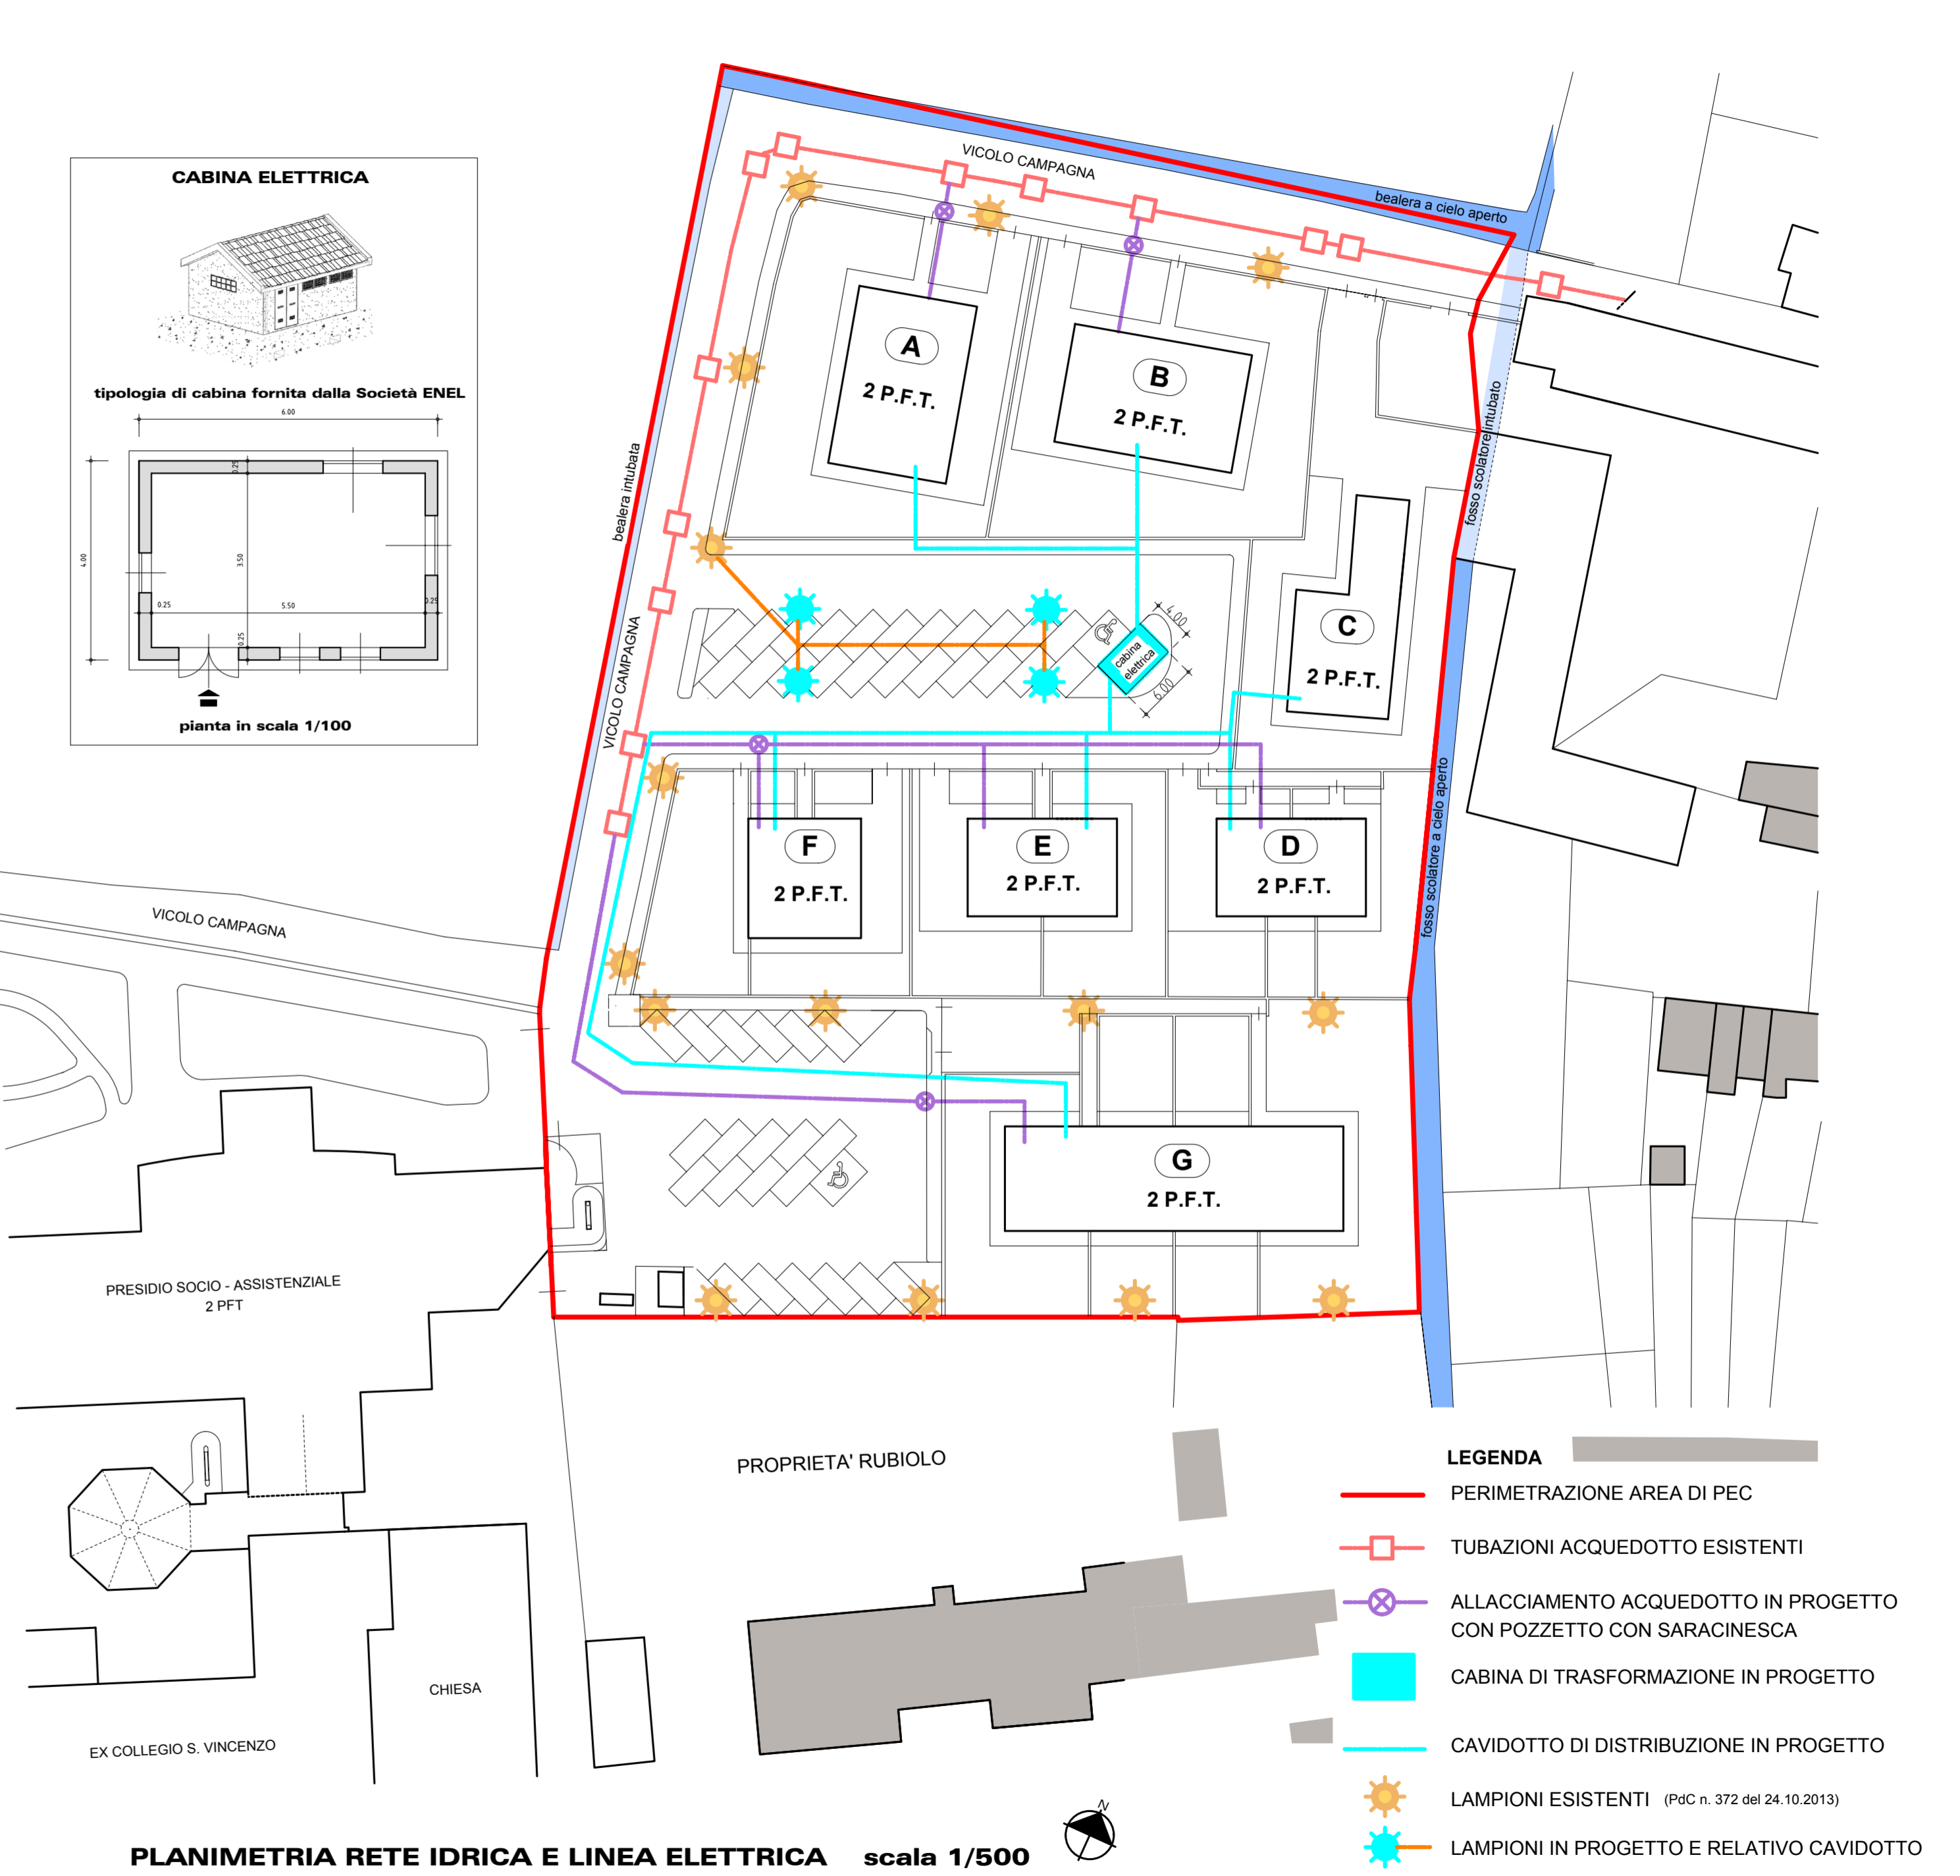 CABINA ELETTRICA
tipologia di cabina fornita dalla Società ENEL
6.00
0.25
4.00
3.50
0.25
5.50
0.25
0.25
pianta in scala 1/100
VICOLO CAMPAGNA
bealera a cielo aperto
bealera intubata
VICOLO CAMPAGNA
fosso scolatore intubato
fosso scolatore a cielo aperto
A
2 P.F.T.
B
2 P.F.T.
C
2 P.F.T.
cabina
elettrica
4.00
6.00
F
2 P.F.T.
E
2 P.F.T.
D
2 P.F.T.
G
2 P.F.T.
VICOLO CAMPAGNA
PRESIDIO SOCIO - ASSISTENZIALE
2 PFT
PROPRIETA' RUBIOLO
CHIESA
EX COLLEGIO S. VINCENZO
LEGENDA
PERIMETRAZIONE AREA DI PEC
TUBAZIONI ACQUEDOTTO ESISTENTI
ALLACCIAMENTO ACQUEDOTTO IN PROGETTO
CON POZZETTO CON SARACINESCA
CABINA DI TRASFORMAZIONE IN PROGETTO
CAVIDOTTO DI DISTRIBUZIONE IN PROGETTO
LAMPIONI ESISTENTI (PdC n. 372 del 24.10.2013)
LAMPIONI IN PROGETTO E RELATIVO CAVIDOTTO
N
PLANIMETRIA RETE IDRICA E LINEA ELETTRICA scala 1/500